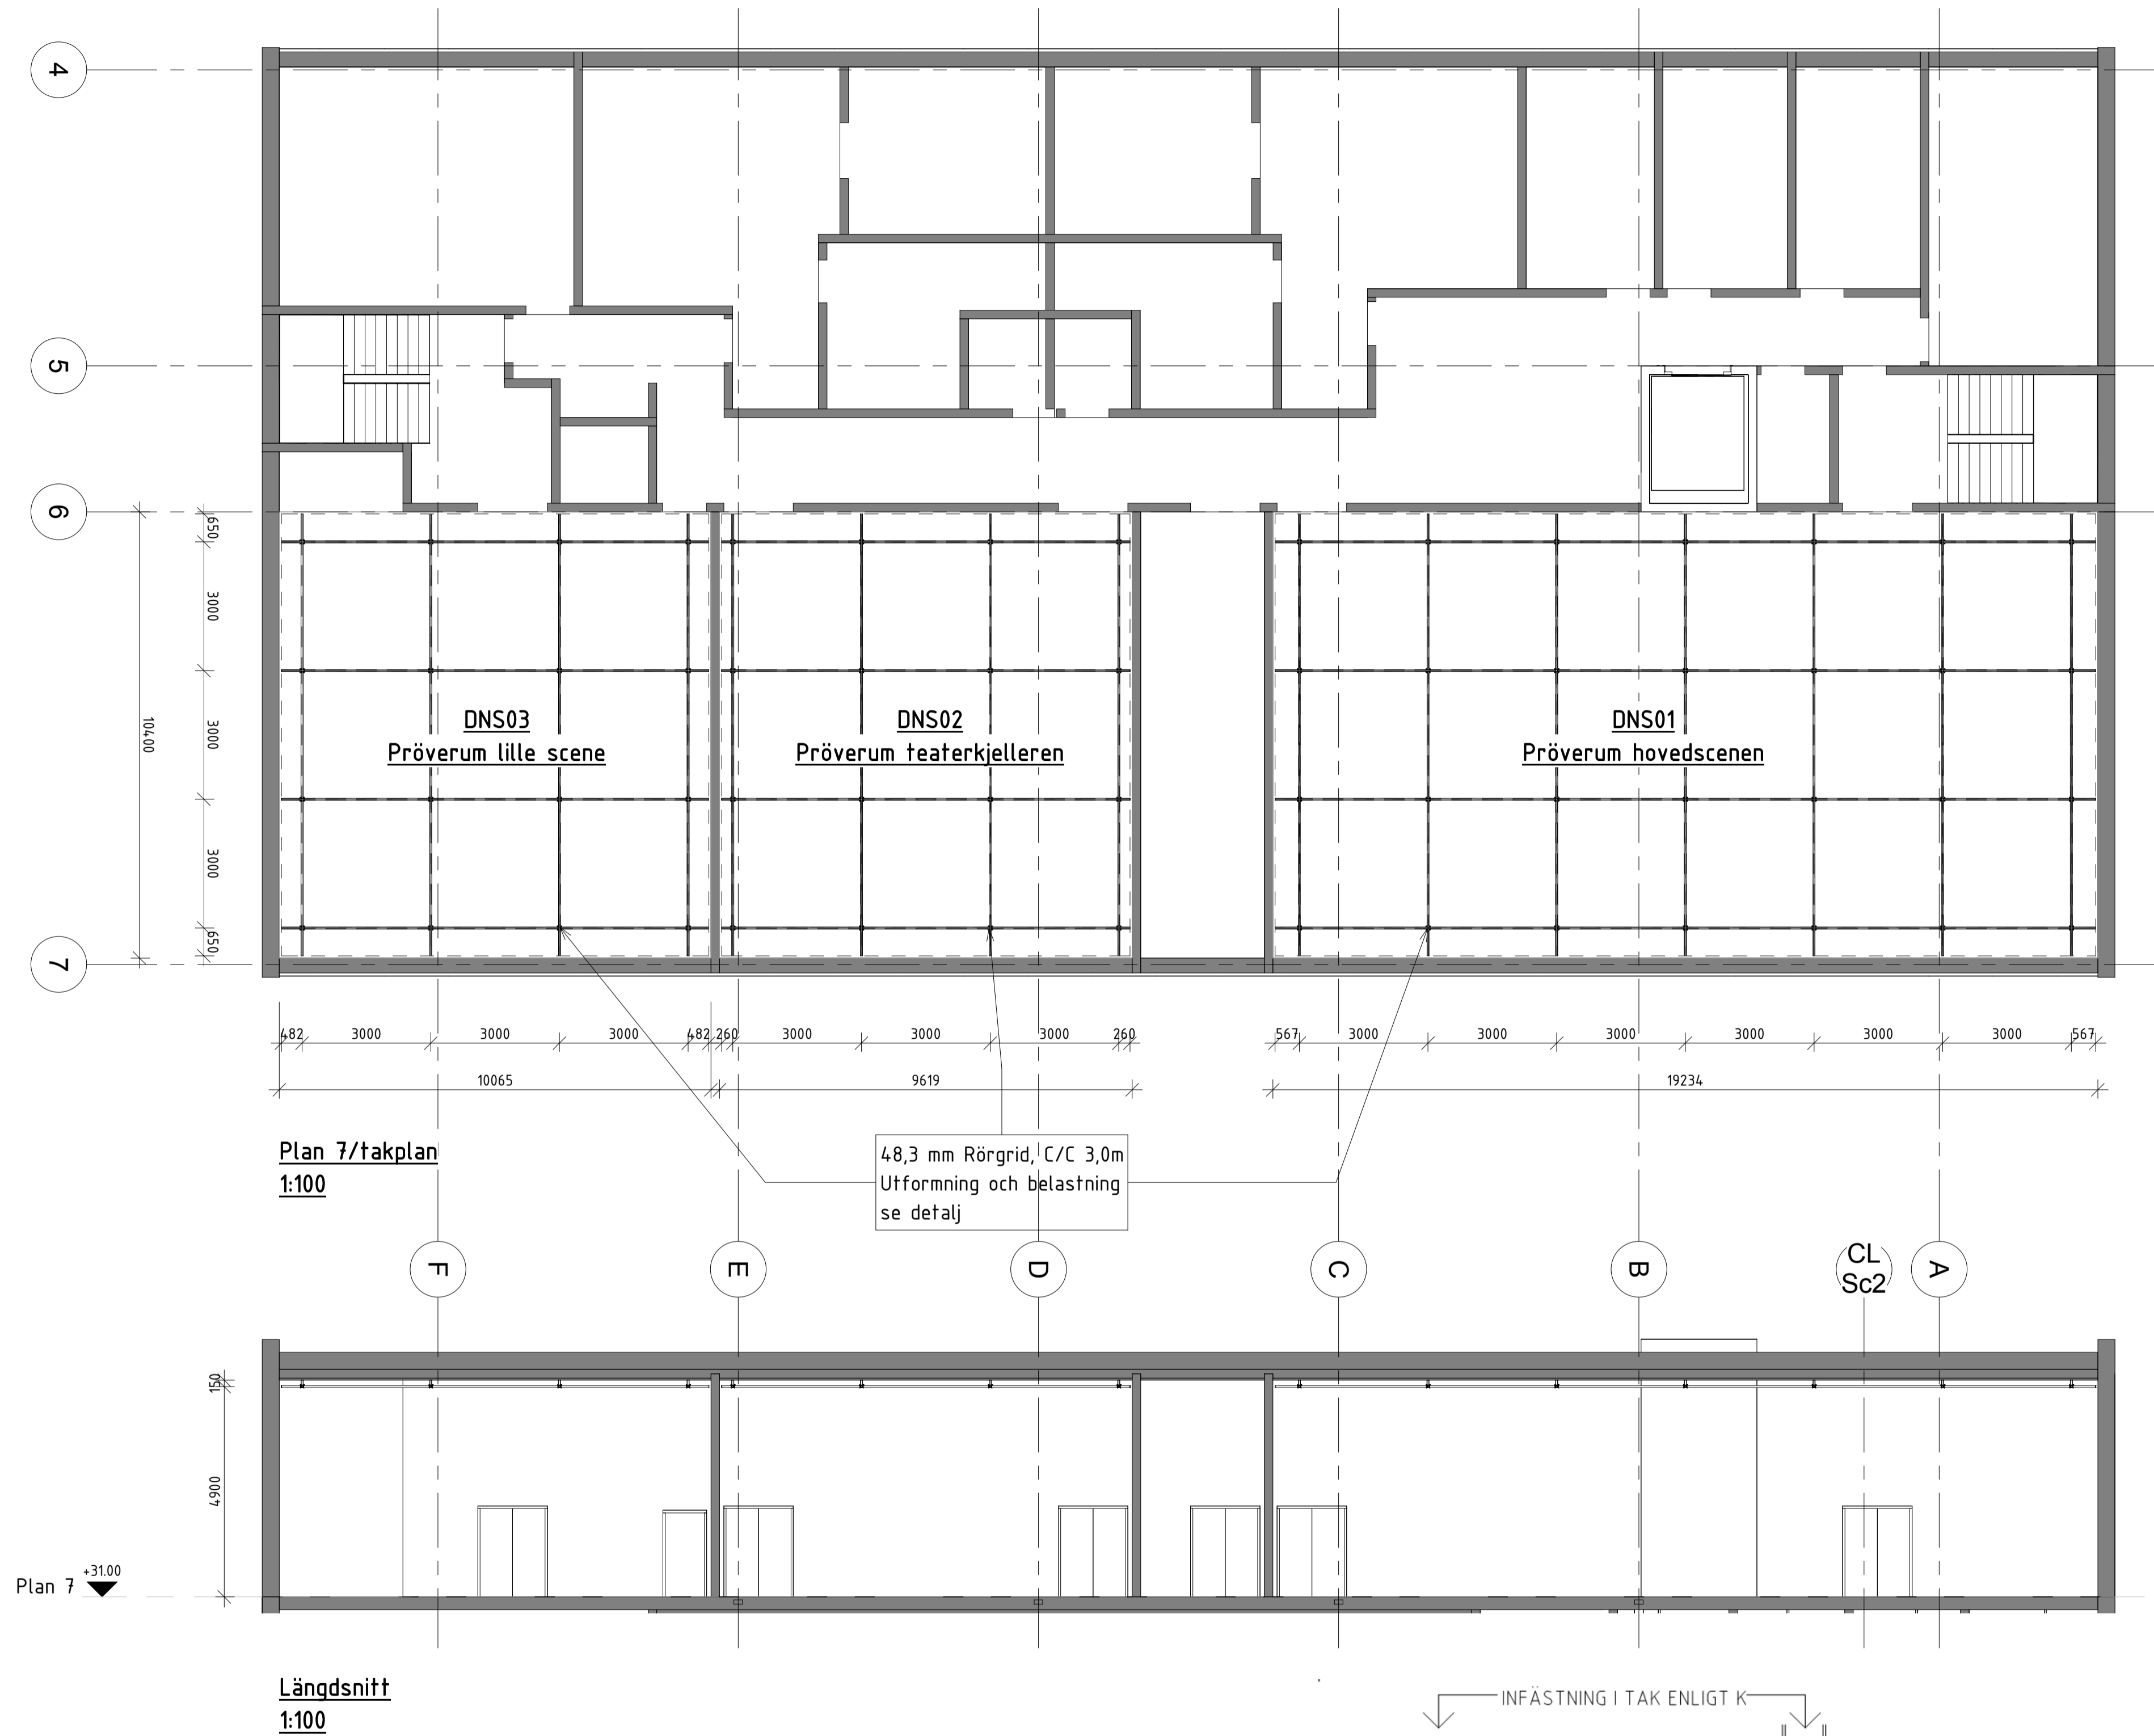 4
5
6
7
650
3000
3000
3000
650
10400
DNS03
Pröverum lille scene
DNS02
Pröverum teaterkjelleren
DNS01
Pröverum hovedscenen
482 3000 3000 3000 482 260 3000 3000 3000 260 567 3000 3000 3000 3000 3000 3000 567
10065 9619 19234
Plan 7/takplan
1:100
48,3 mm Rörgrid, C/C 3,0m
Utformning och belastning
se detalj
F E D C B CL Sc2 A
150
4900
Plan 7 +31.00
Längdsnitt
1:100
INFÄSTNING I TAK ENLIGT K